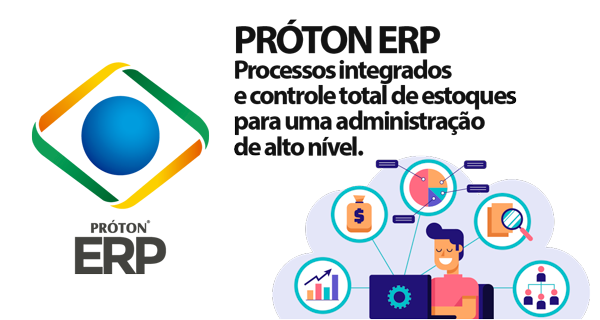 PRÓTON ERP
Processos integrados
e controle total de estoques
para uma administração
de alto nível.
PRÓTON®
ERP
$